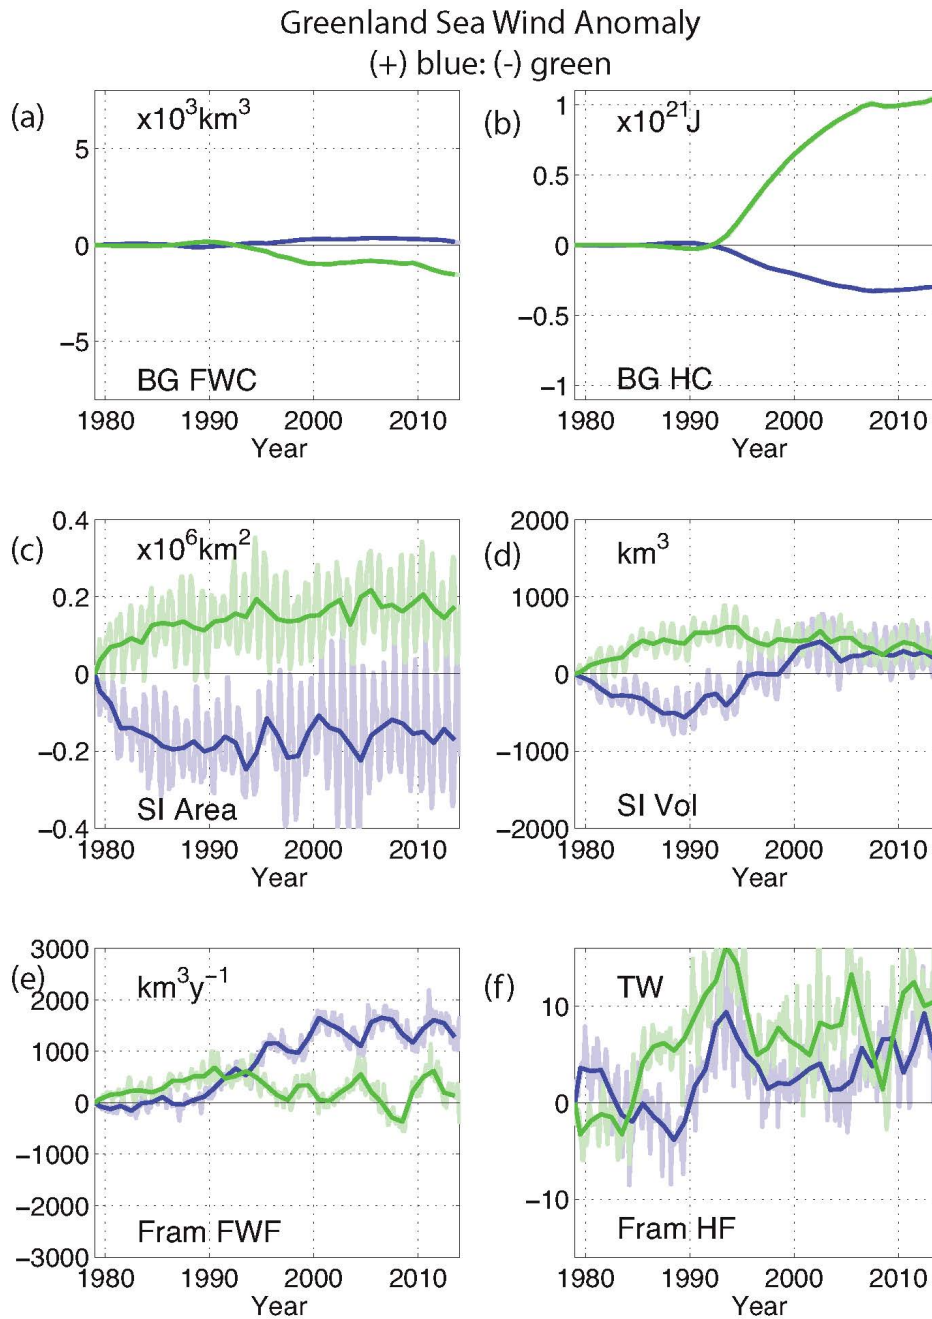 Greenland Sea Wind Anomaly
(+) blue: (-) green
(a)
x10³km³
5
0
−5
BG FWC
1980 1990 2000 2010
Year
(b)
x10²¹J
1
0.5
0
−0.5
−1
BG HC
1980 1990 2000 2010
Year
(c)
x10⁶km²
0.4
0.2
0
−0.2
−0.4
SI Area
1980 1990 2000 2010
Year
(d)
km³
2000
1000
0
−1000
−2000
SI Vol
1980 1990 2000 2010
Year
(e)
km³y⁻¹
3000
2000
1000
0
−1000
−2000
−3000
Fram FWF
1980 1990 2000 2010
Year
(f)
TW
10
0
−10
Fram HF
1980 1990 2000 2010
Year